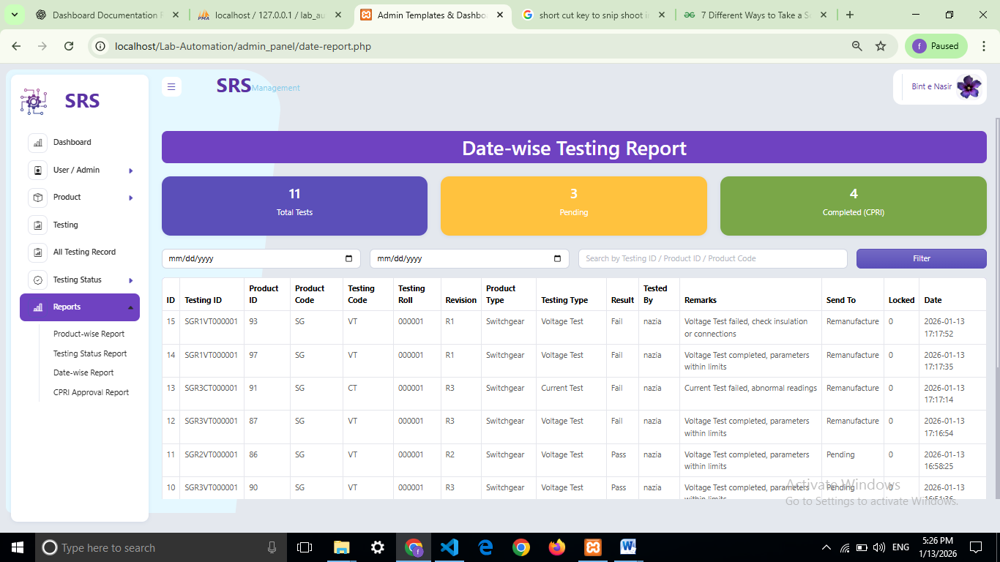 Dashboard Documentation
localhost / 127.0.0.1 / lab_au
Admin Templates & Dashbo
short cut key to snip shoot i
7 Different Ways to Take a S
localhost/Lab-Automation/admin_panel/date-report.php
f
Paused
SRS
SRSManagement
Bint e Nasir
Dashboard
User / Admin
Product
Testing
All Testing Record
Testing Status
Reports
Product-wise Report
Testing Status Report
Date-wise Report
CPRI Approval Report
Date-wise Testing Report
11
Total Tests
3
Pending
4
Completed (CPRI)
mm/dd/yyyy
mm/dd/yyyy
Search by Testing ID / Product ID / Product Code
Filter
ID Testing ID Product ID Product Code Testing Code Testing Roll Revision Product Type Testing Type Result Tested By Remarks Send To Locked Date
15 SGR1VT000001 93 SG VT 000001 R1 Switchgear Voltage Test Fail nazia Voltage Test failed, check insulation or connections Remanufacture 0 2026-01-13 17:17:52
14 SGR1VT000001 97 SG VT 000001 R1 Switchgear Voltage Test Fail nazia Voltage Test completed, parameters within limits Remanufacture 0 2026-01-13 17:17:35
13 SGR3CT000001 91 SG CT 000001 R3 Switchgear Current Test Fail nazia Current Test failed, abnormal readings Remanufacture 0 2026-01-13 17:17:14
12 SGR3VT000001 87 SG VT 000001 R3 Switchgear Voltage Test Fail nazia Voltage Test completed, parameters within limits Remanufacture 0 2026-01-13 17:16:54
11 SGR2VT000001 86 SG VT 000001 R2 Switchgear Voltage Test Pass nazia Voltage Test completed, parameters within limits Pending 0 2026-01-13 16:58:25
10 SGR3VT000001 90 SG VT 000001 R3 Switchgear Voltage Test Pass nazia Voltage Test completed, parameters within limits Pending 0 2026-01-13 16:51:36
Activate Windows
Go to Settings to activate Windows.
Type here to search
ENG
5:26 PM
1/13/2026